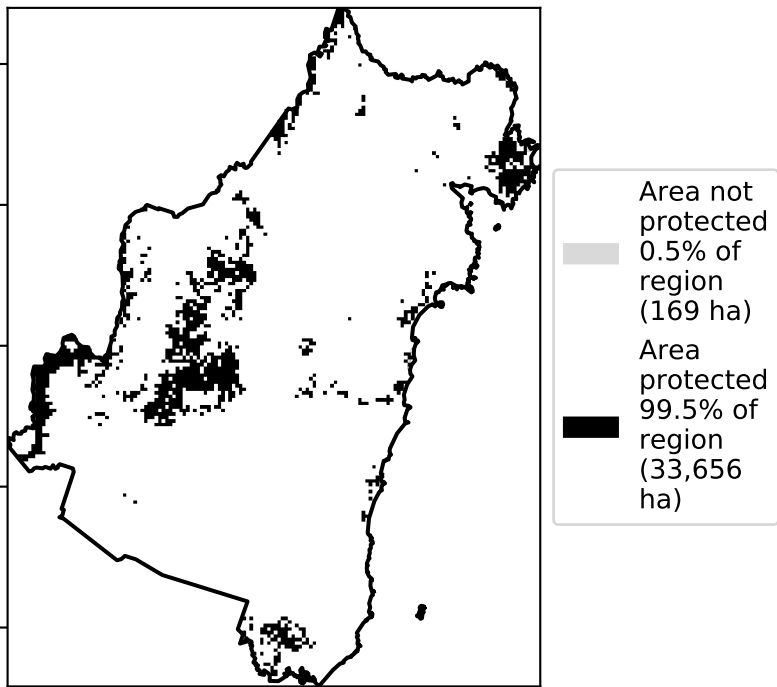 Area not
protected
0.5% of
region
(169 ha)
Area
protected
99.5% of
region
(33,656
ha)